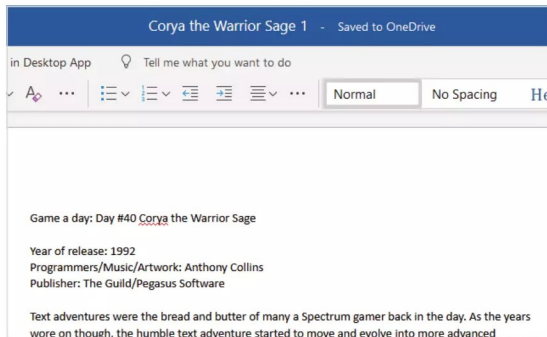 Corya the Warrior Sage 1 - Saved to OneDrive
in Desktop App Tell me what you want to do
Normal No Spacing He
Game a day: Day #40 Corya the Warrior Sage
Year of release: 1992
Programmers/Music/Artwork: Anthony Collins
Publisher: The Guild/Pegasus Software
Text adventures were the bread and butter of many a Spectrum gamer back in the day. As the years
wore on though, the humble text adventure started to move and evolve into more advanced